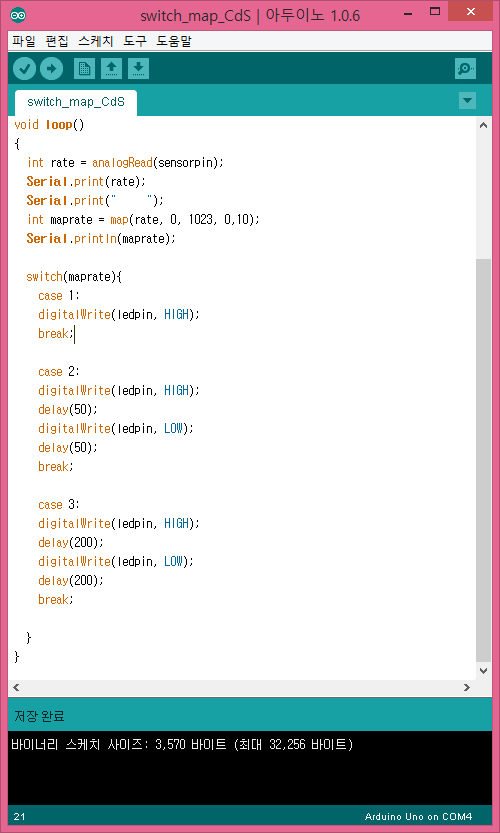 switch_map_CdS | 아두이노 1.0.6
파일 편집 스케치 도구 도움말
switch_map_CdS
void loop()
{
int rate = analogRead(sensorpin);
Serial.print(rate);
Serial.print("     ");
int maprate = map(rate, 0, 1023, 0,10);
Serial.println(maprate);
switch(maprate){
case 1:
digitalWrite(ledpin, HIGH);
break;
case 2:
digitalWrite(ledpin, HIGH);
delay(50);
digitalWrite(ledpin, LOW);
delay(50);
break;
case 3:
digitalWrite(ledpin, HIGH);
delay(200);
digitalWrite(ledpin, LOW);
delay(200);
break;
}
}
저장 완료
바이너리 스케치 사이즈: 3,570 바이트 (최대 32,256 바이트)
21 Arduino Uno on COM4